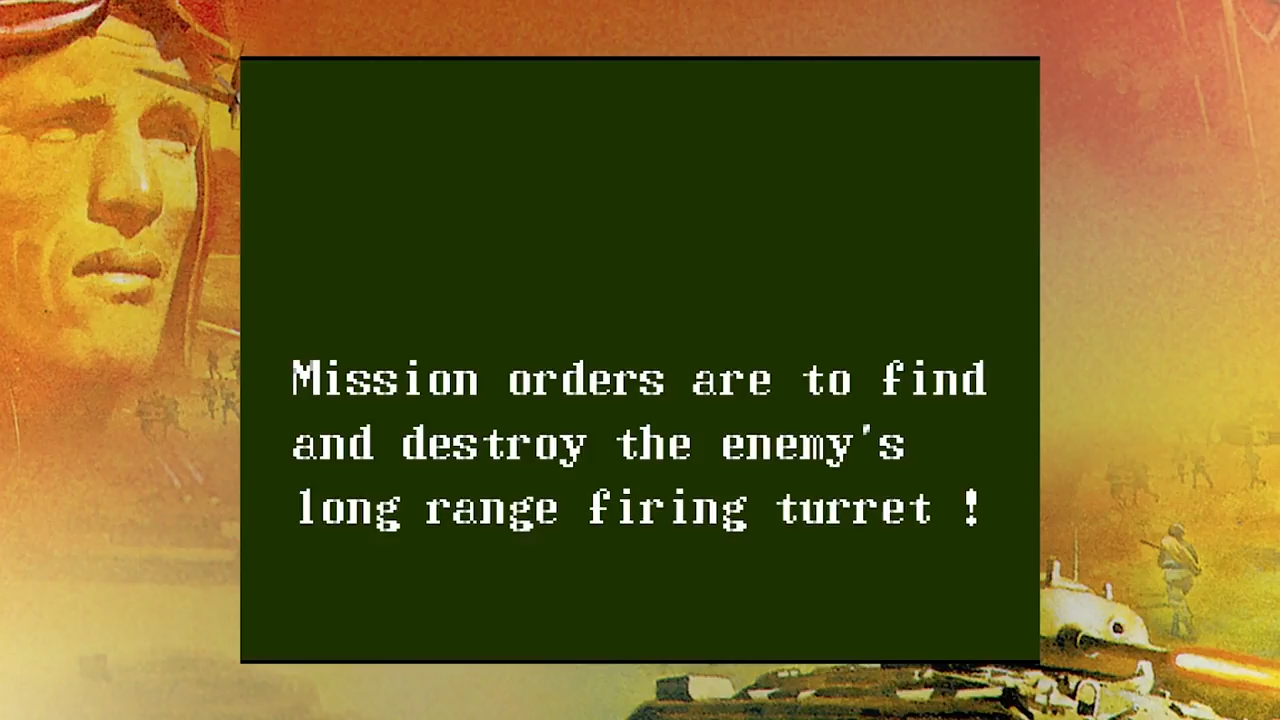 Mission orders are to find
and destroy the enemy's
long range firing turret !